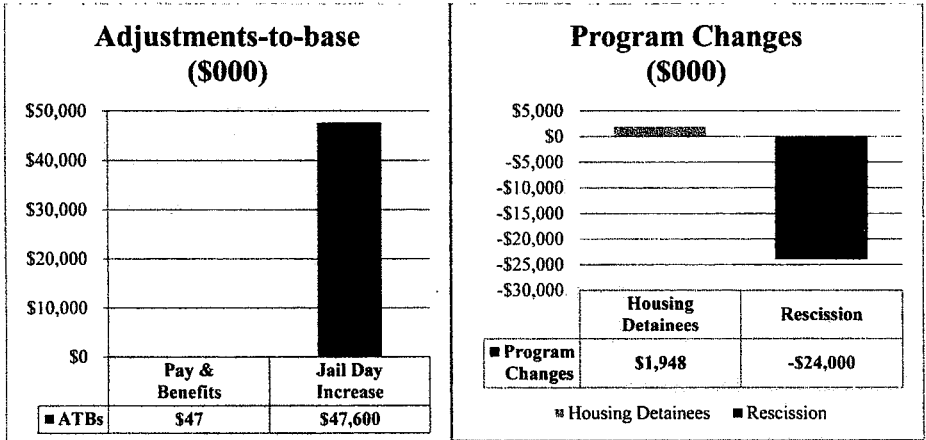 Adjustments-to-base
($000)
$50,000
$40,000
$30,000
$20,000
$10,000
$0
Pay &
Benefits
Jail Day
Increase
ATBs $47 $47,600
Program Changes
($000)
$5,000
$0
-$5,000
-$10,000
-$15,000
-$20,000
-$25,000
-$30,000
Housing
Detainees
Rescission
Program
Changes
$1,948 -$24,000
Housing Detainees Rescission